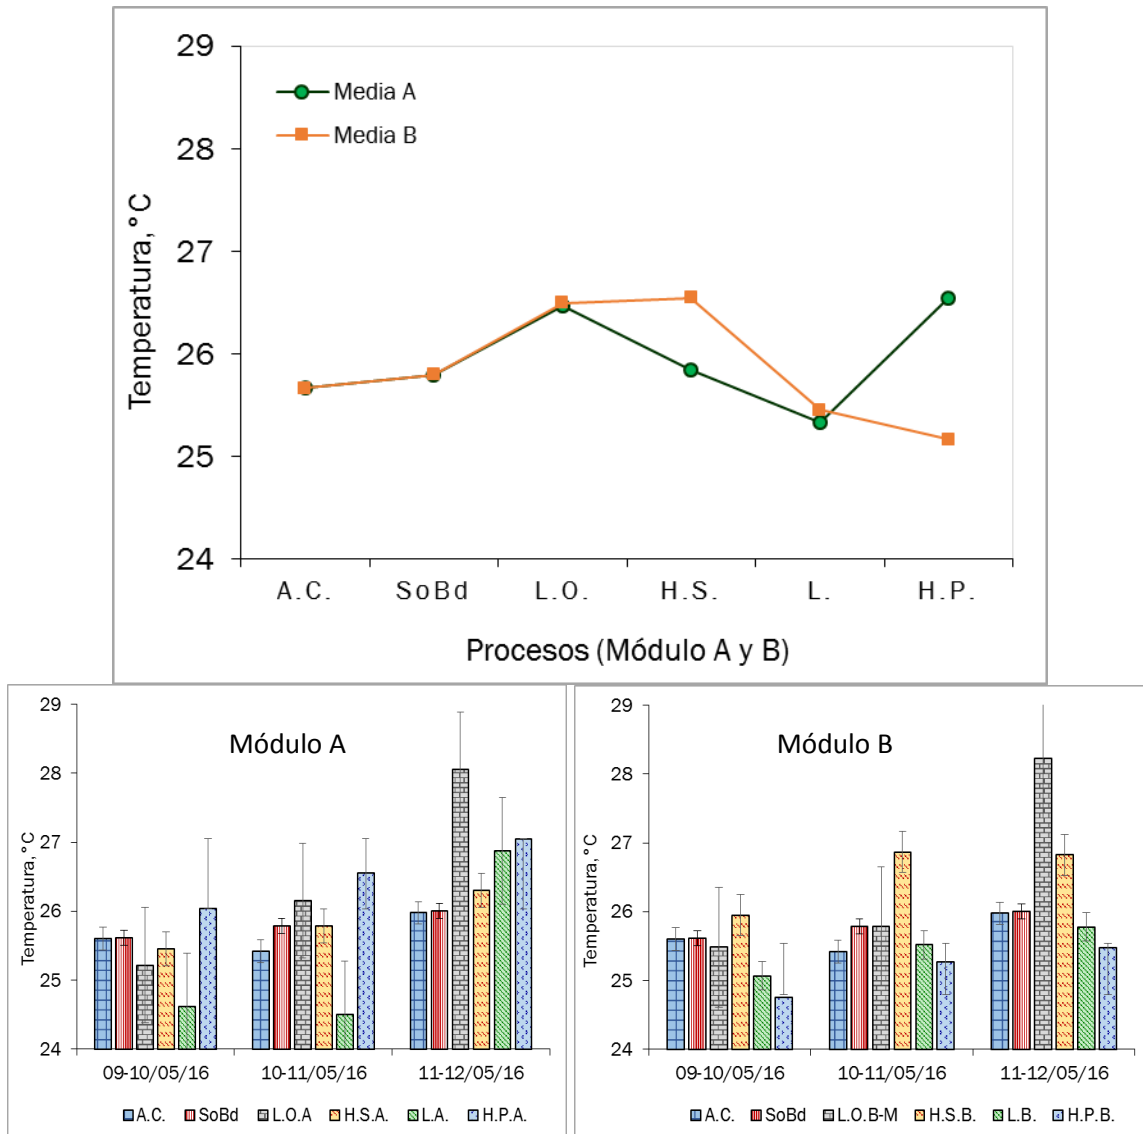 29
28
27
26
25
24
Temperatura, °C
Media A
Media B
A.C. SoBd L.O. H.S. L. H.P.
Procesos (Módulo A y B)
Módulo A
29
28
27
26
25
24
Temperatura, °C
09-10/05/16 10-11/05/16 11-12/05/16
A.C. SoBd L.O.A H.S.A. L.A. H.P.A.
Módulo B
29
28
27
26
25
24
Temperatura, °C
09-10/05/16 10-11/05/16 11-12/05/16
A.C. SoBd L.O.B-M H.S.B. L.B. H.P.B.